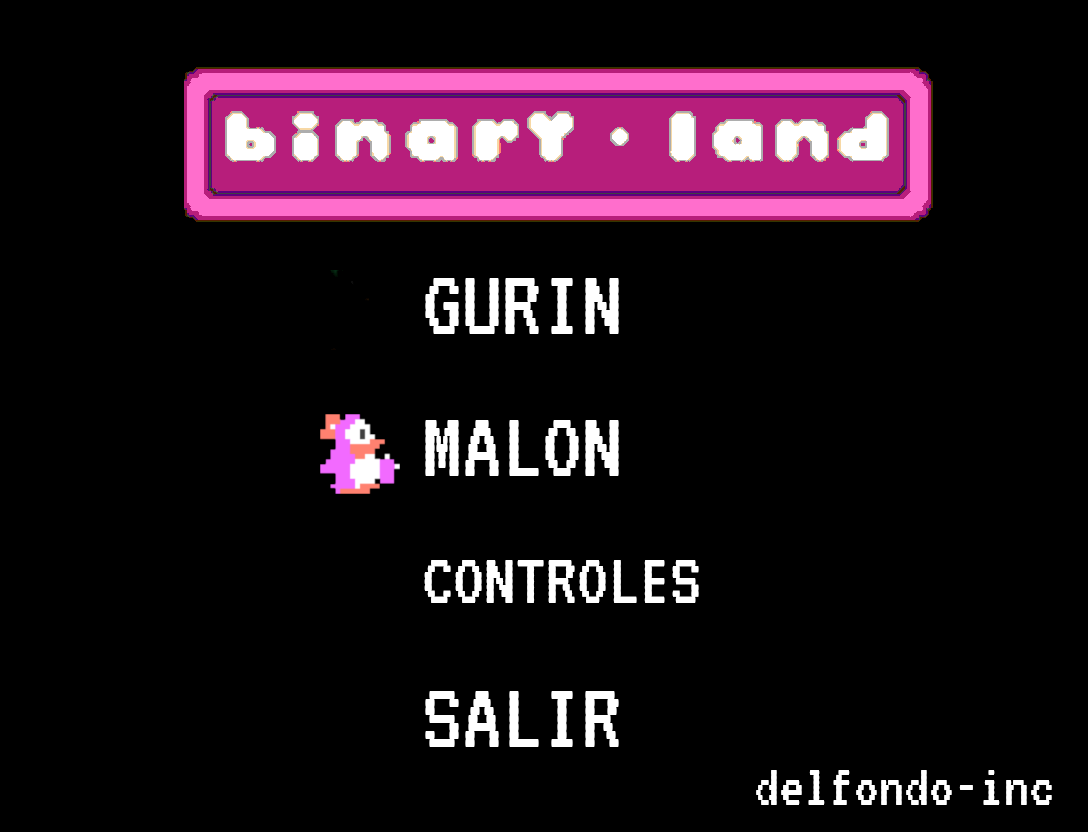 binarY · land
GURIN
MALON
CONTROLES
SALIR
delfondo-inc